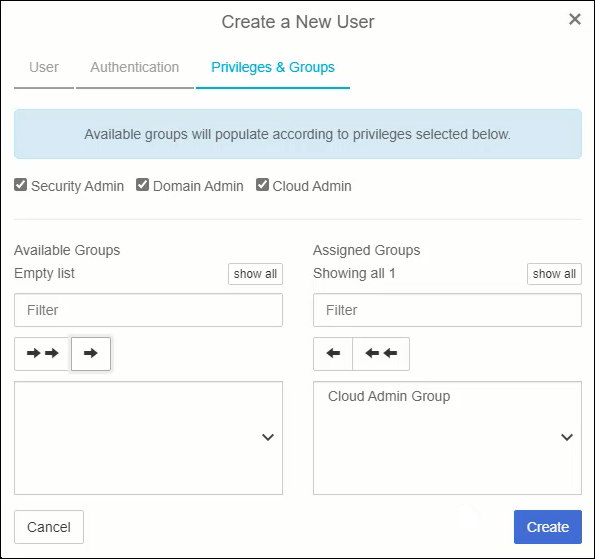 Create a New User
User Authentication Privileges & Groups
Available groups will populate according to privileges selected below.
Security Admin Domain Admin Cloud Admin
Available Groups
Empty list show all
Filter
Assigned Groups
Showing all 1 show all
Filter
Cloud Admin Group
Cancel Create